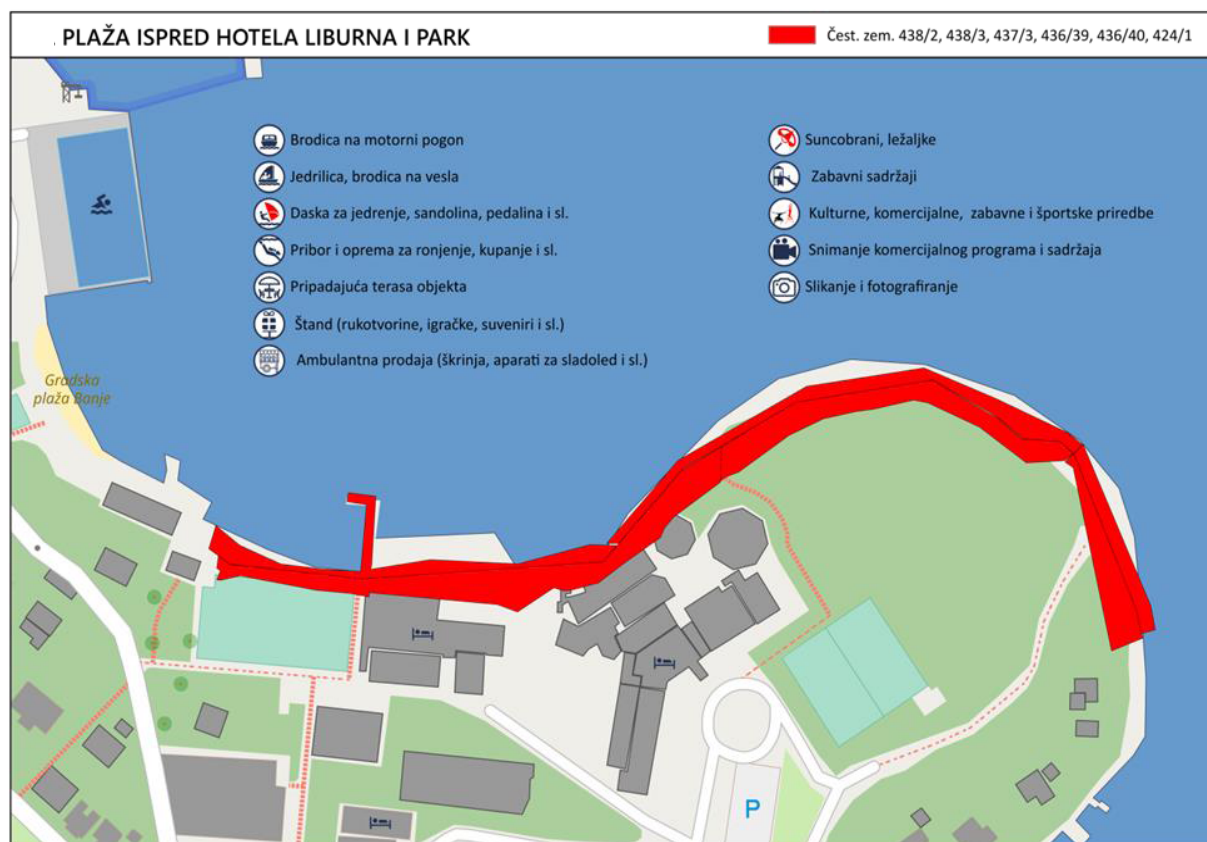 . PLAŽA ISPRED HOTELA LIBURNA I PARK
Čest. zem. 438/2, 438/3, 437/3, 436/39, 436/40, 424/1
Brodica na motorni pogon
Jedrilica, brodica na vesla
Daska za jedrenje, sandolina, pedalina i sl.
Pribor i oprema za ronjenje, kupanje i sl.
Pripadajuća terasa objekta
Štand (rukotvorine, igračke, suveniri i sl.)
Ambulantna prodaja (škrinja, aparati za sladoled i sl.)
Suncobrani, ležaljke
Zabavni sadržaji
Kulturne, komercijalne, zabavne i športske priredbe
Snimanje komercijalnog programa i sadržaja
Slikanje i fotografiranje
Gradska
plaža Banje
P